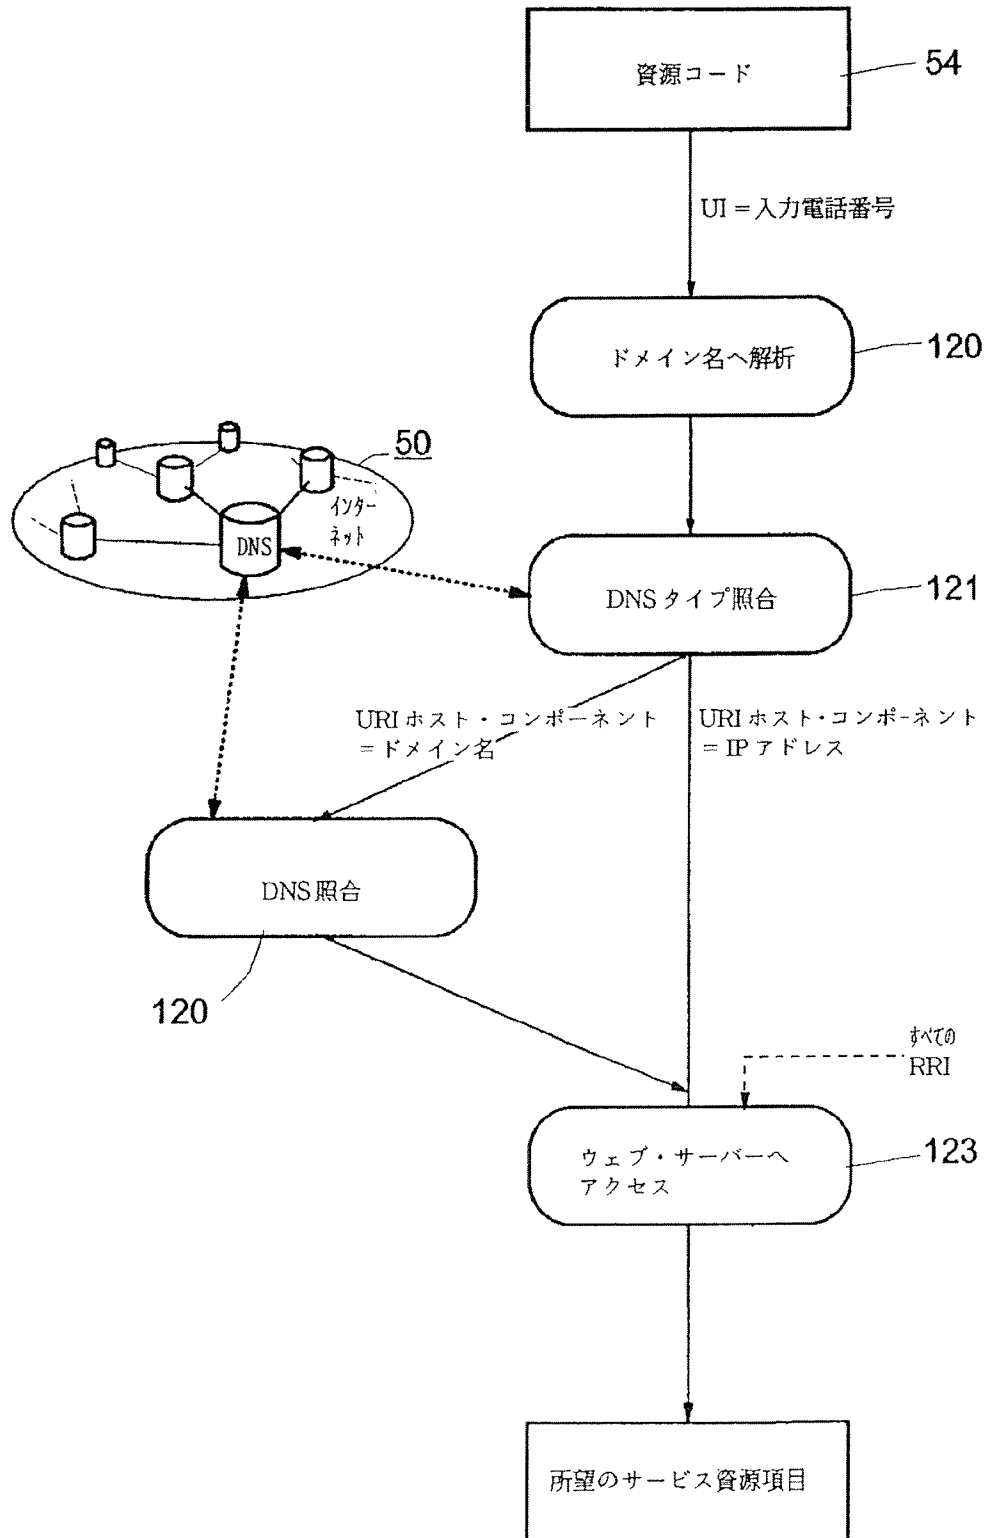 資源コード
54
UI＝入力電話番号
ドメイン名へ解析
120
50
インター
ネット
DNS
DNSタイプ照合
121
URIホスト・コンポーネント
＝ドメイン名
URIホスト・コンポーネント
＝IPアドレス
DNS照合
120
すべての
RRI
ウェブ・サーバーへ
アクセス
123
所望のサービス資源項目